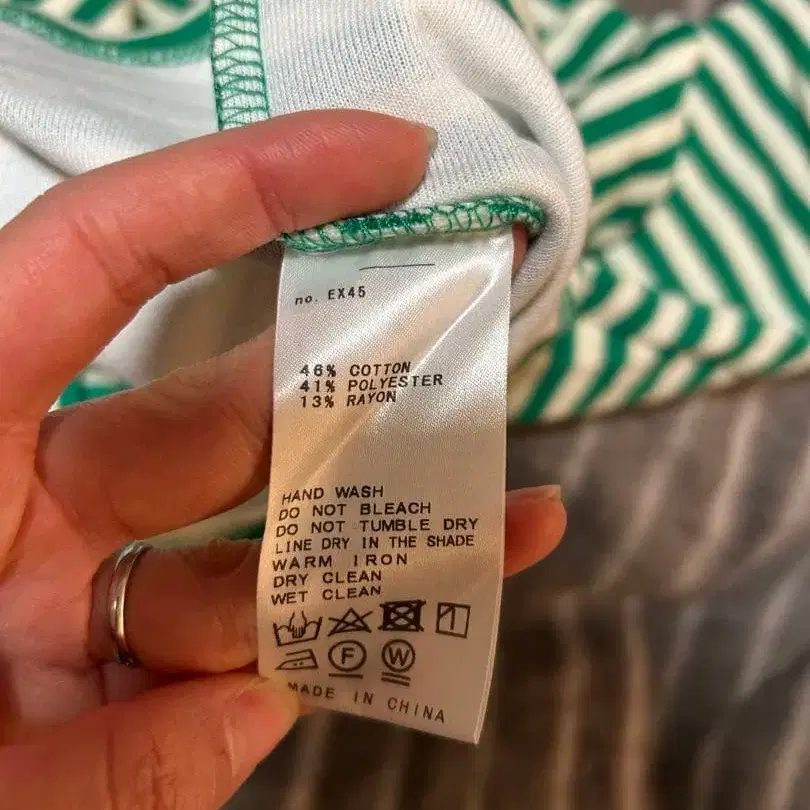 no. EX45
46% COTTON
41% POLYESTER
13% RAYON
HAND WASH
DO NOT BLEACH
DO NOT TUMBLE DRY
LINE DRY IN THE SHADE
WARM IRON
DRY CLEAN
WET CLEAN
F W
MADE IN CHINA